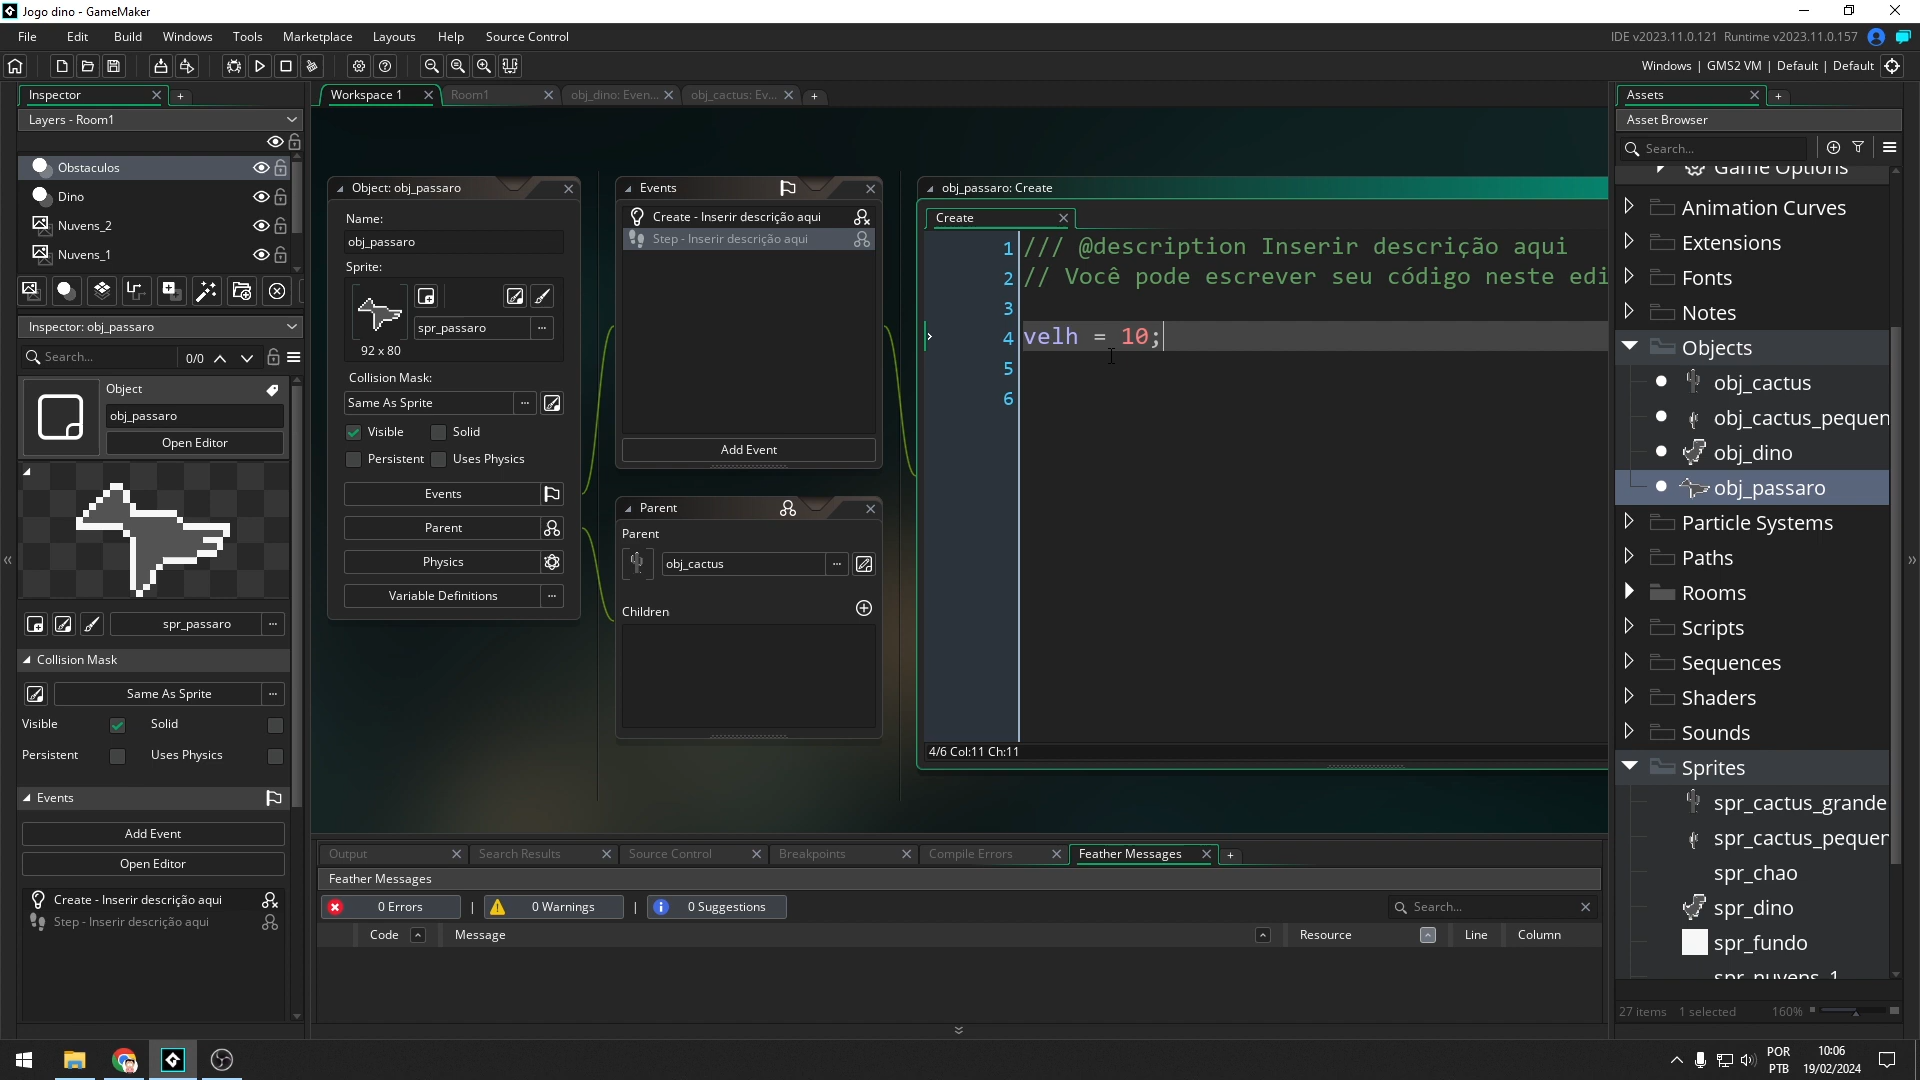 Jogo dino - GameMaker
File Edit Build Windows Tools Marketplace Layouts Help Source Control
IDE v2023.11.0.121 Runtime v2023.11.0.157
Windows | GMS2 VM | Default | Default
Inspector
Layers - Room1
Obstaculos
Dino
Nuvens_2
Nuvens_1
Inspector: obj_passaro
Search... 0/0
Object
obj_passaro
Open Editor
spr_passaro
Collision Mask
Same As Sprite
Visible Solid
Persistent Uses Physics
Events
Add Event
Open Editor
Create - Inserir descrição aqui
Step - Inserir descrição aqui
Workspace 1 Room1 obj_dino: Even... obj_cactus: Ev...
Object: obj_passaro
Name:
obj_passaro
Sprite:
spr_passaro
92 x 80
Collision Mask:
Same As Sprite
Visible Solid
Persistent Uses Physics
Events
Parent
Physics
Variable Definitions
Events
Create - Inserir descrição aqui
Step - Inserir descrição aqui
Add Event
Parent
Parent
obj_cactus
Children
obj_passaro: Create
Create
1 /// @description Inserir descrição aqui
2 // Você pode escrever seu código neste edi
3
4 velh = 10;
5
6
4/6 Col:11 Ch:11
Output Search Results Source Control Breakpoints Compile Errors Feather Messages
Feather Messages
0 Errors | 0 Warnings | 0 Suggestions Search...
Code Message Resource Line Column
Assets
Asset Browser
Search...
Game Options
Animation Curves
Extensions
Fonts
Notes
Objects
obj_cactus
obj_cactus_pequen
obj_dino
obj_passaro
Particle Systems
Paths
Rooms
Scripts
Sequences
Shaders
Sounds
Sprites
spr_cactus_grande
spr_cactus_pequer
spr_chao
spr_dino
spr_fundo
spr_nuvens_1
27 items 1 selected 160%
POR
PTB
10:06
19/02/2024